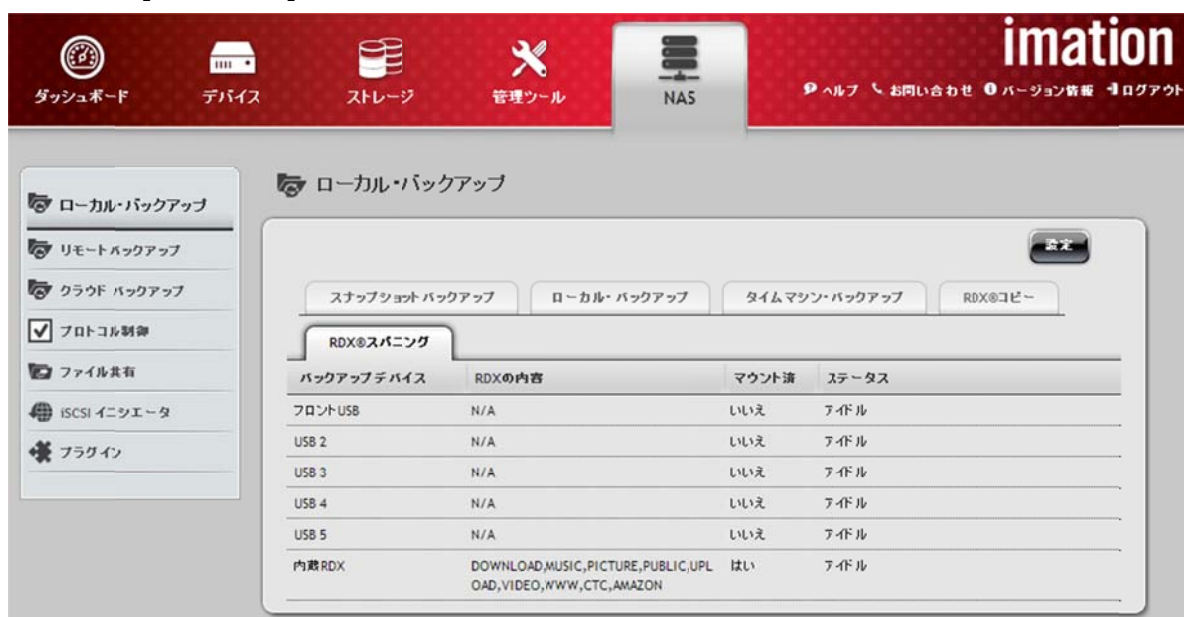 imation
ダッシュボード
デバイス
ストレージ
管理ツール
NAS
ヘルプ お問い合わせ バージョン情報 ログアウト
ローカル・バックアップ
リモートバックアップ
クラウド バックアップ
プロトコル制御
ファイル共有
iSCSI イニシエータ
プラグイン
ローカル・バックアップ
設定
スナップショットバックアップ ローカル・バックアップ タイムマシン・バックアップ RDX®コピー
RDX®スパニング
バックアップデバイス RDXの内容 マウント済 ステータス
フロントUSB N/A いいえ アイドル
USB 2 N/A いいえ アイドル
USB 3 N/A いいえ アイドル
USB 4 N/A いいえ アイドル
USB 5 N/A いいえ アイドル
内蔵RDX DOWNLOAD,MUSIC,PICTURE,PUBLIC,UPL はい アイドル
OAD,VIDEO,WWW,CTC,AMAZON